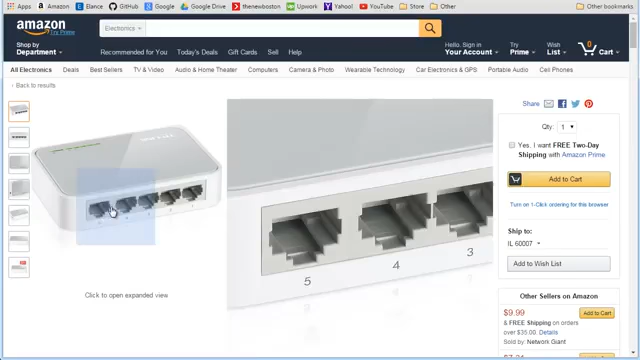 Apps Amazon Elance GitHub Google Google Drive thenewboston Upwork Yahoo! YouTube Store Other Other bookmarks
amazon
Try Prime
Electronics
Shop by
Department
Recommended for You Today's Deals Gift Cards Sell Help
Hello. Sign in
Your Account
Try
Prime
Wish
List
0
Cart
All Electronics Deals Best Sellers TV & Video Audio & Home Theater Computers Camera & Photo Wearable Technology Car Electronics & GPS Portable Audio Cell Phones
‹ Back to results
5 4 3
Click to open expanded view
Share
Qty: 1
Yes, I want FREE Two-Day
Shipping with Amazon Prime
Add to Cart
Turn on 1-Click ordering for this browser
Ship to:
IL 60007
Add to Wish List
Other Sellers on Amazon
$9.99
Add to Cart
& FREE Shipping on orders
over $35.00. Details
Sold by: Network Giant
Add to Cart